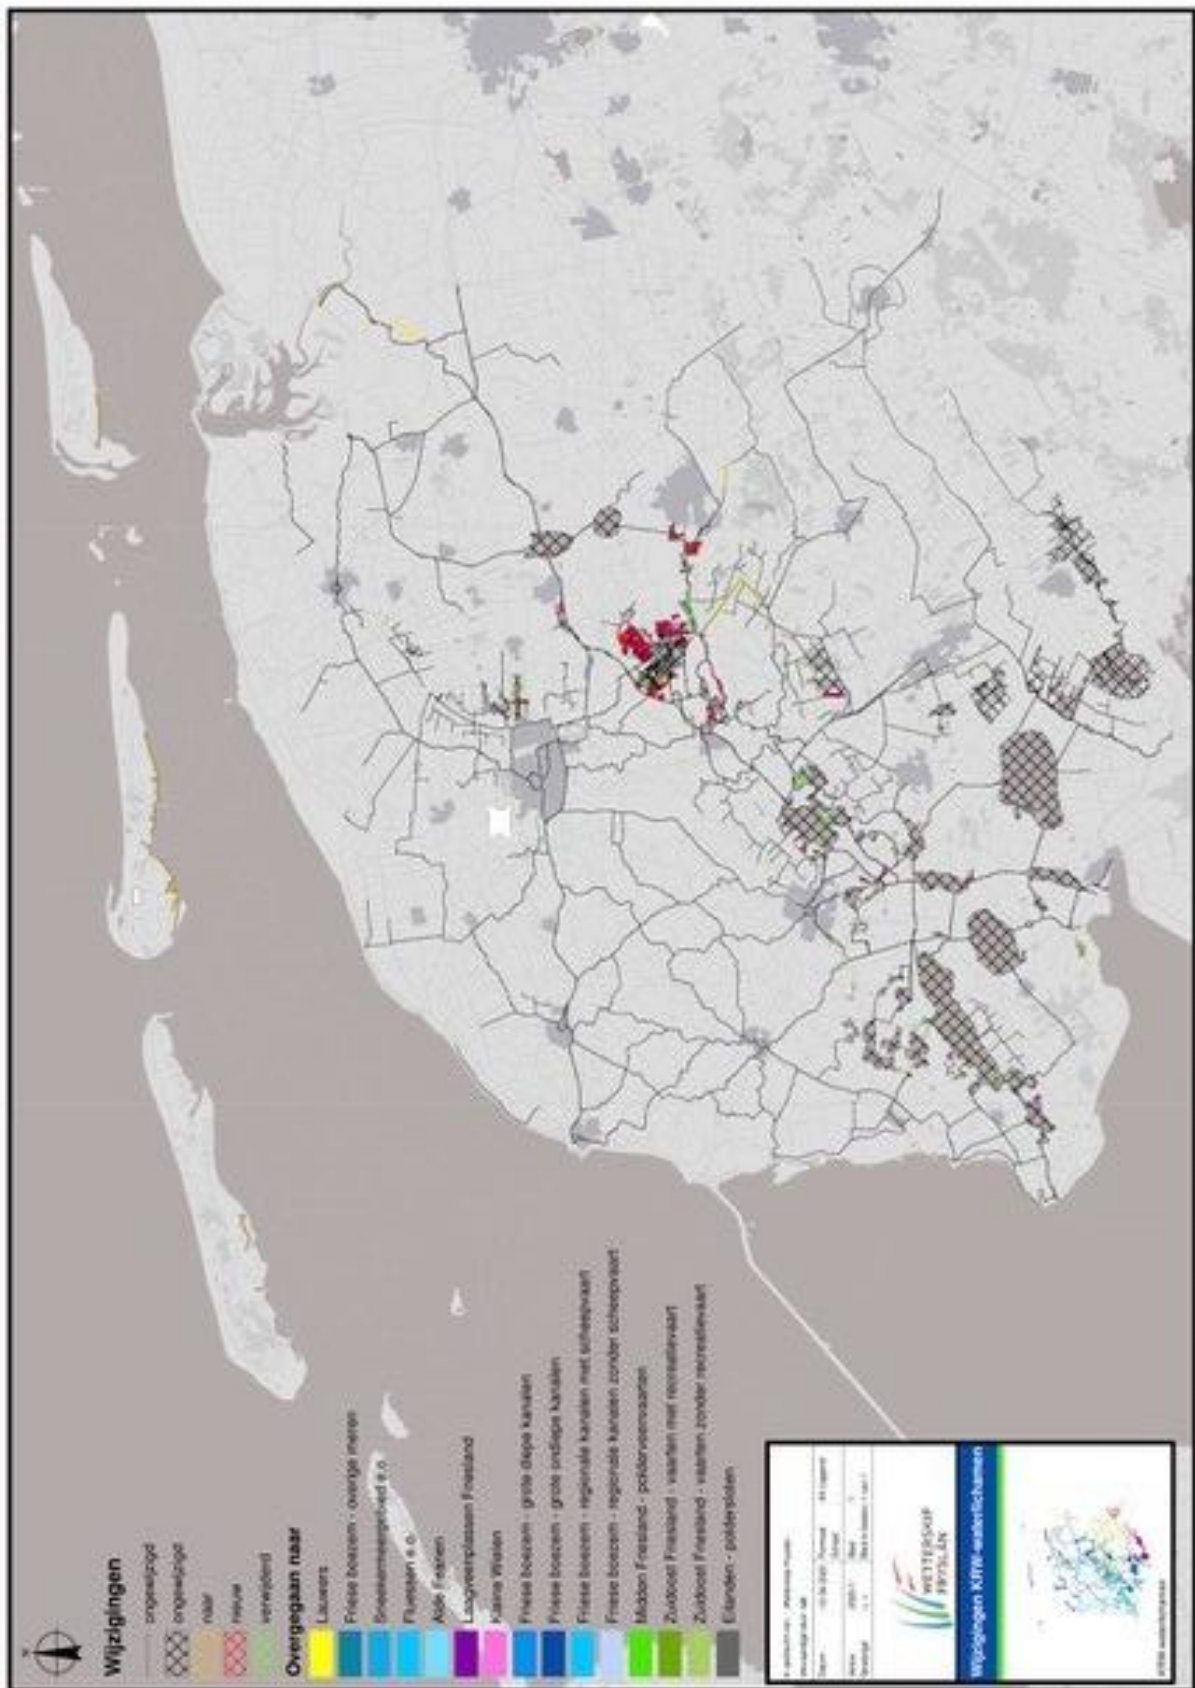 Wijzigingen
ongewijzigd
ongewijzigd
naar
nieuw
verwijderd
Overgegaan naar
Lauwers
Friese boezem - overige meren
Sneekermeergebied e.o.
Fluessen e.o.
Alde Feanen
Laagveenplassen Friesland
Kleine Wielen
Friese boezem - grote diepe kanalen
Friese boezem - grote ondiepe kanalen
Friese boezem - regionale kanalen met scheepvaart
Friese boezem - regionale kanalen zonder scheepvaart
Midden Friesland - polderveenvaarten
Zuidoost Friesland - vaarten met recreatievaart
Zuidoost Friesland - vaarten zonder recreatievaart
Eilanden - poldersloten
WETTERSKIP
FRYSLÂN
Wijzigingen KRW-waterlichamen